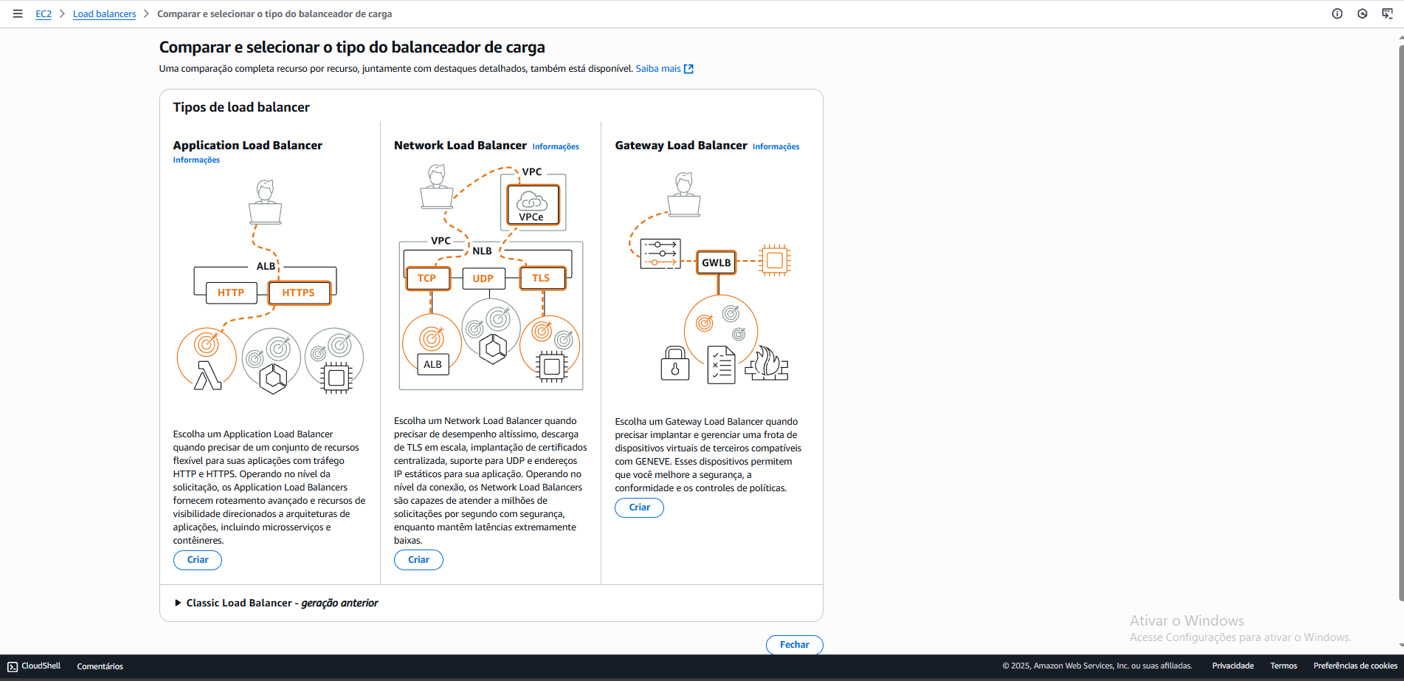 EC2 > Load balancers > Comparar e selecionar o tipo do balanceador de carga
Comparar e selecionar o tipo do balanceador de carga
Uma comparação completa recurso por recurso, juntamente com destaques detalhados, também está disponível. Saiba mais
Tipos de load balancer
Application Load Balancer
Informações
ALB
HTTP
HTTPS
Escolha um Application Load Balancer
quando precisar de um conjunto de recursos
flexível para suas aplicações com tráfego
HTTP e HTTPS. Operando no nível da
solicitação, os Application Load Balancers
fornecem roteamento avançado e recursos de
visibilidade direcionados a arquiteturas de
aplicações, incluindo microsserviços e
contêineres.
Criar
Network Load Balancer Informações
VPC
VPCe
VPC
NLB
TCP
UDP
TLS
ALB
Escolha um Network Load Balancer quando
precisar de desempenho altíssimo, descarga
de TLS em escala, implantação de certificados
centralizada, suporte para UDP e endereços
IP estáticos para sua aplicação. Operando no
nível da conexão, os Network Load Balancers
são capazes de atender a milhões de
solicitações por segundo com segurança,
enquanto mantêm latências extremamente
baixas.
Criar
Gateway Load Balancer Informações
GWLB
Escolha um Gateway Load Balancer quando
precisar implantar e gerenciar uma frota de
dispositivos virtuais de terceiros compatíveis
com GENEVE. Esses dispositivos permitem
que você melhore a segurança, a
conformidade e os controles de políticas.
Criar
Classic Load Balancer - geração anterior
Fechar
Ativar o Windows
Acesse Configurações para ativar o Windows.
CloudShell Comentários © 2025, Amazon Web Services, Inc. ou suas afiliadas. Privacidade Termos Preferências de cookies